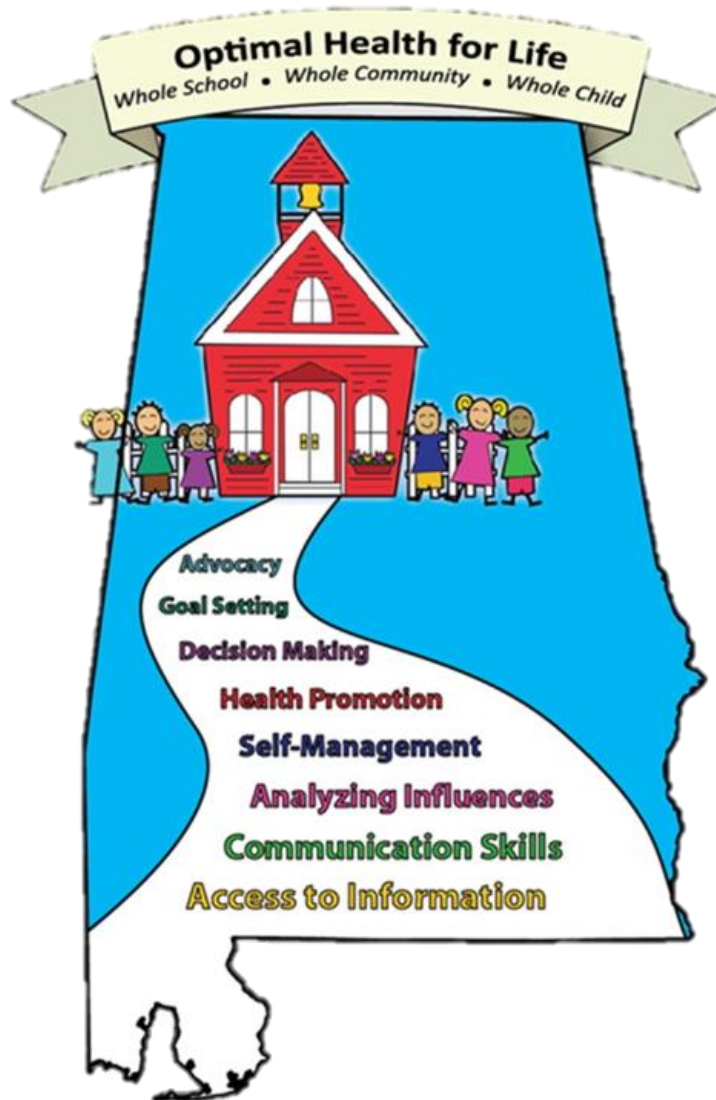 Optimal Health for Life
Whole School • Whole Community • Whole Child
Advocacy
Goal Setting
Decision Making
Health Promotion
Self-Management
Analyzing Influences
Communication Skills
Access to Information